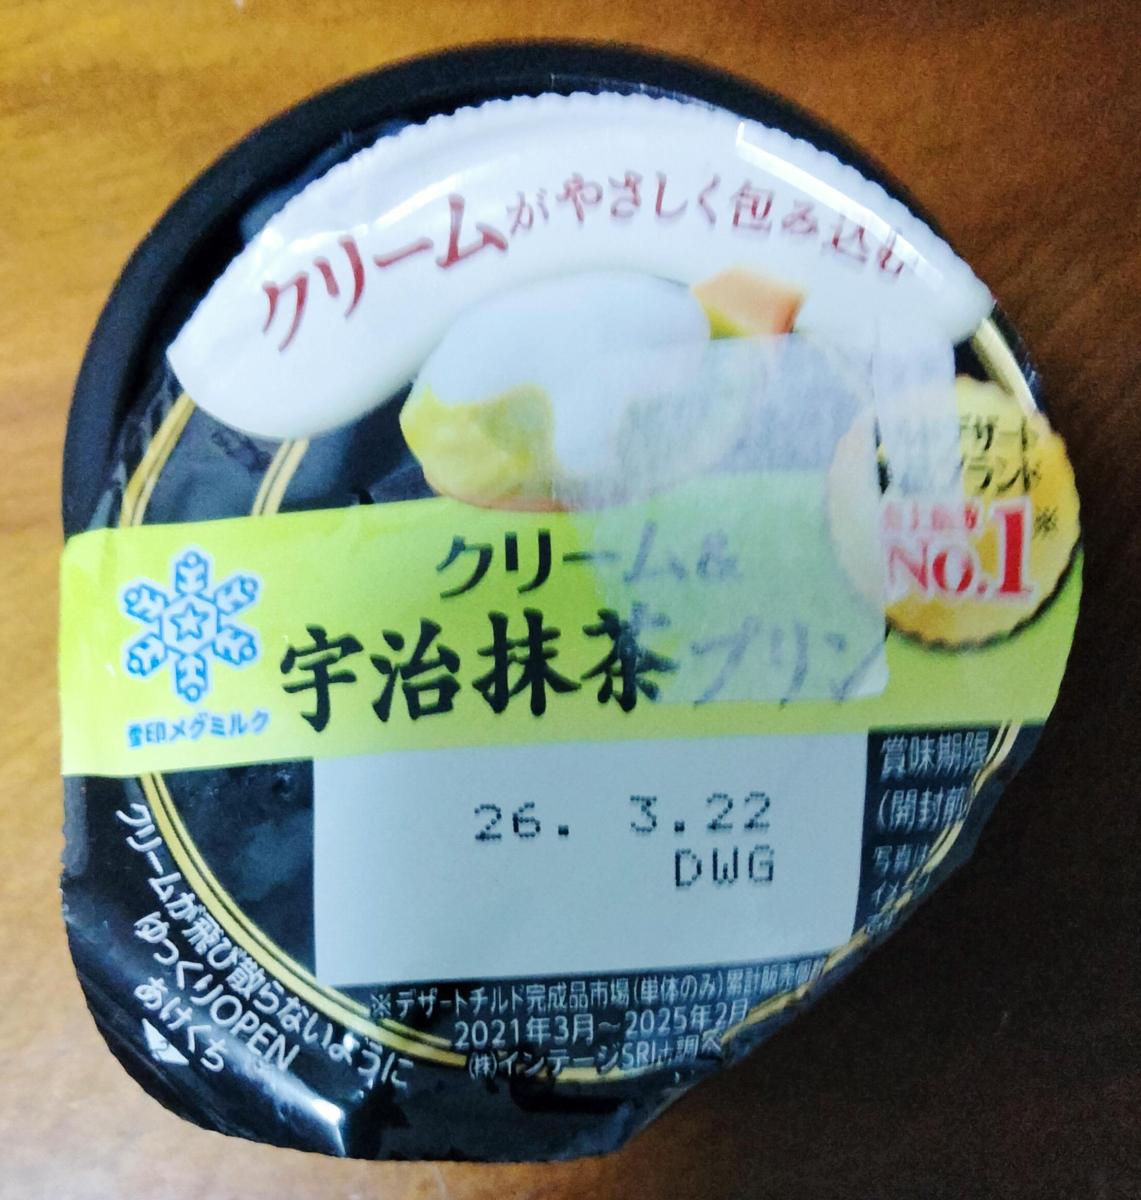 クリームがやさしく包み込む
デザート
ブランド
No.1※
クリーム&
宇治抹茶プリン
雪印メグミルク
26. 3.22
DWG
賞味期限
(開封前
写真は
クリームが飛び散らないように
ゆっくりOPEN
あけくち
※デザートチルド完成品市場(単体のみ)累計販売個数
2021年3月～2025年2月
(株)インテージSRI+調べ